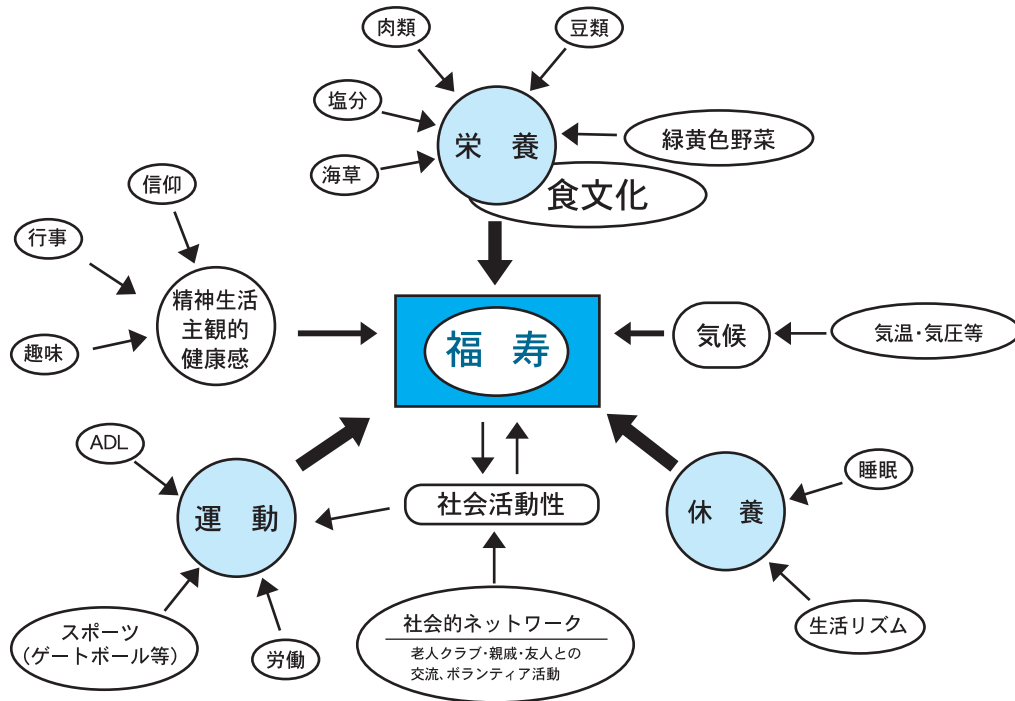 肉類
豆類
塩分
栄　養
緑黄色野菜
海草
食文化
信仰
行事
精神生活
主観的
健康感
趣味
福　寿
気候
気温・気圧等
ADL
運　動
社会活動性
休　養
睡眠
スポーツ
(ゲートボール等)
労働
社会的ネットワーク
老人クラブ・親戚・友人との
交流、ボランティア活動
生活リズム